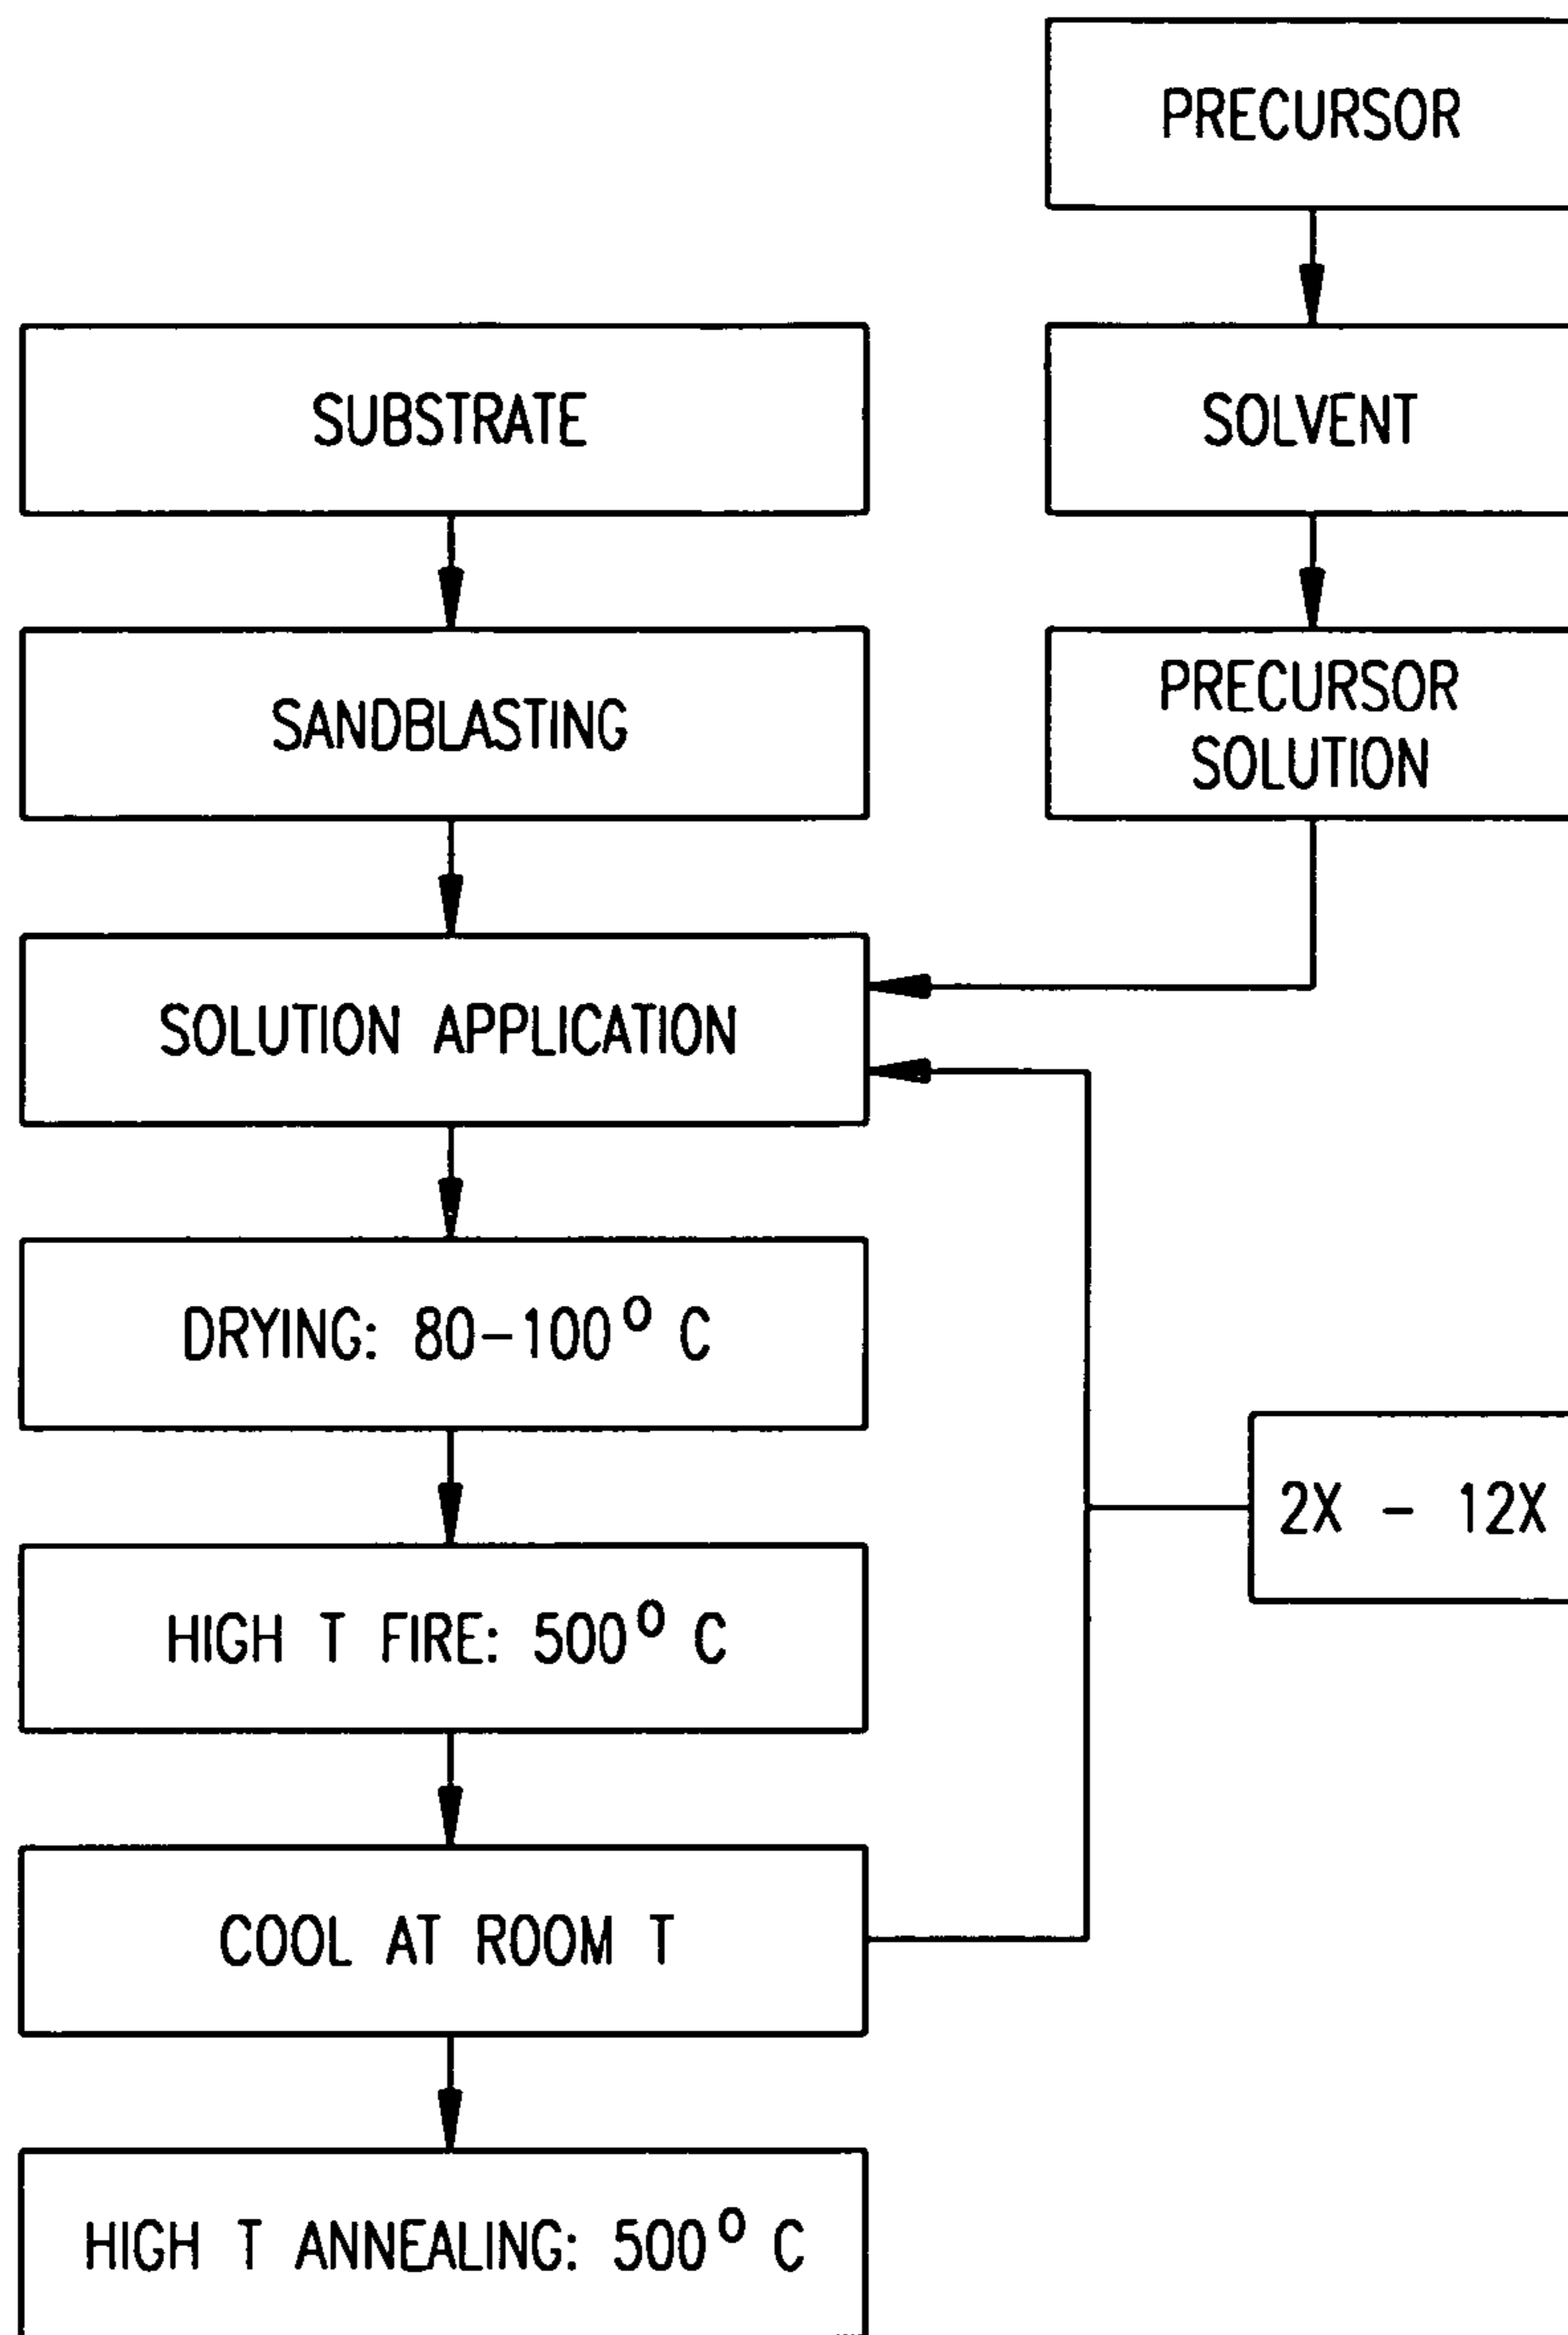 PRECURSOR
SUBSTRATE
SOLVENT
SANDBLASTING
PRECURSOR
SOLUTION
SOLUTION APPLICATION
DRYING: 80-100° C
2X - 12X
HIGH T FIRE: 500° C
COOL AT ROOM T
HIGH T ANNEALING: 500° C